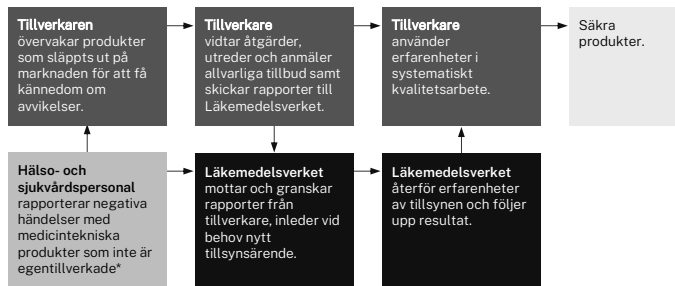 Tillverkaren
övervakar produkter
som släppts ut på
marknaden för att få
kännedom om
avvikelser.
Tillverkare
vidtar åtgärder,
utreder och anmäler
allvarliga tillbud samt
skickar rapporter till
Läkemedelsverket.
Tillverkare
använder
erfarenheter i
systematiskt
kvalitetsarbete.
Säkra
produkter.
Hälso- och
sjukvårdspersonal
rapporterar negativa
händelser med
medicintekniska
produkter som inte är
egentillverkade*
Läkemedelsverket
mottar och granskar
rapporter från
tillverkare, inleder vid
behov nytt
tillsynsärende.
Läkemedelsverket
återför erfarenheter
av tillsynen och följer
upp resultat.